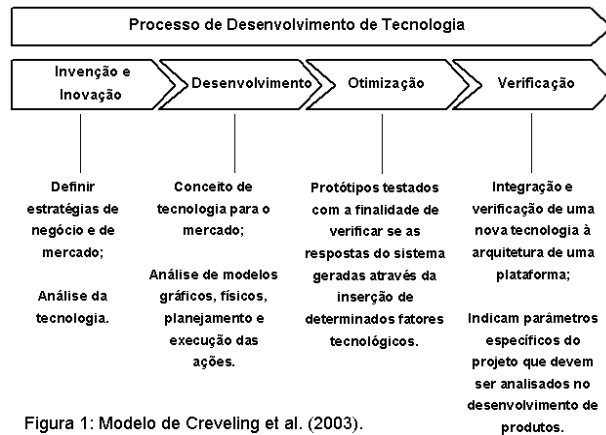 Processo de Desenvolvimento de Tecnologia
Invenção e
Inovação
Desenvolvimento
Otimização
Verificação
Definir
estratégias de
negócio e de
mercado;
Análise da
tecnologia.
Conceito de
tecnologia para o
mercado;
Análise de modelos
gráficos, físicos,
planejamento e
execução das
ações.
Protótipos testados
com a finalidade de
verificar se as
respostas do sistema
geradas através da
inserção de
determinados fatores
tecnológicos.
Integração e
verificação de uma
nova tecnologia à
arquitetura de uma
plataforma;
Indicam parâmetros
específicos do
projeto que devem
ser analisados no
desenvolvimento de
produtos.
Figura 1: Modelo de Creveling et al. (2003).